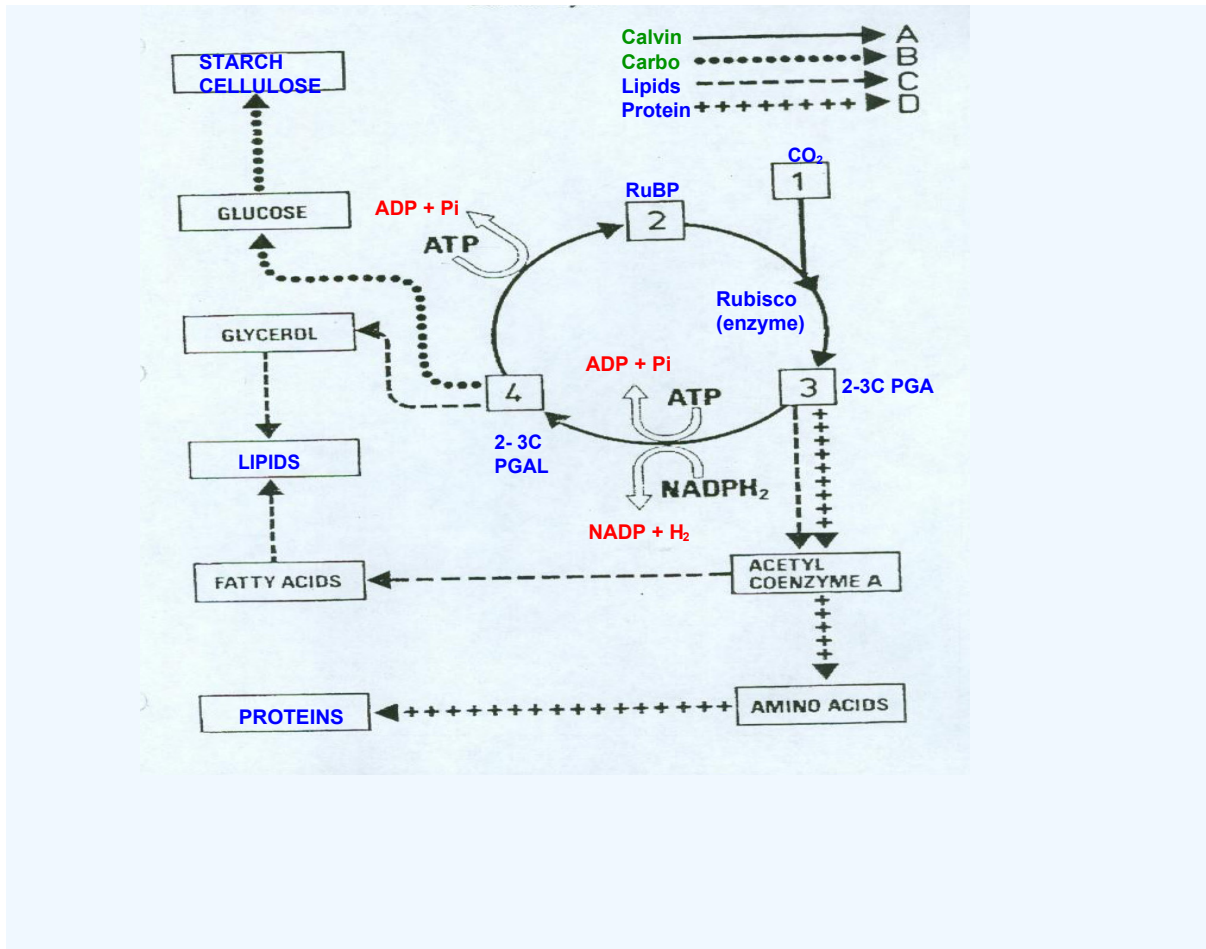 Calvin A
Carbo B
Lipids C
Protein D
STARCH
CELLULOSE
CO₂
1
RuBP
2
GLUCOSE
ADP + Pi
ATP
Rubisco
(enzyme)
GLYCEROL
ADP + Pi
ATP
3
2-3C PGA
4
2- 3C
PGAL
LIPIDS
NADPH₂
NADP + H₂
FATTY ACIDS
ACETYL
COENZYME A
PROTEINS
AMINO ACIDS